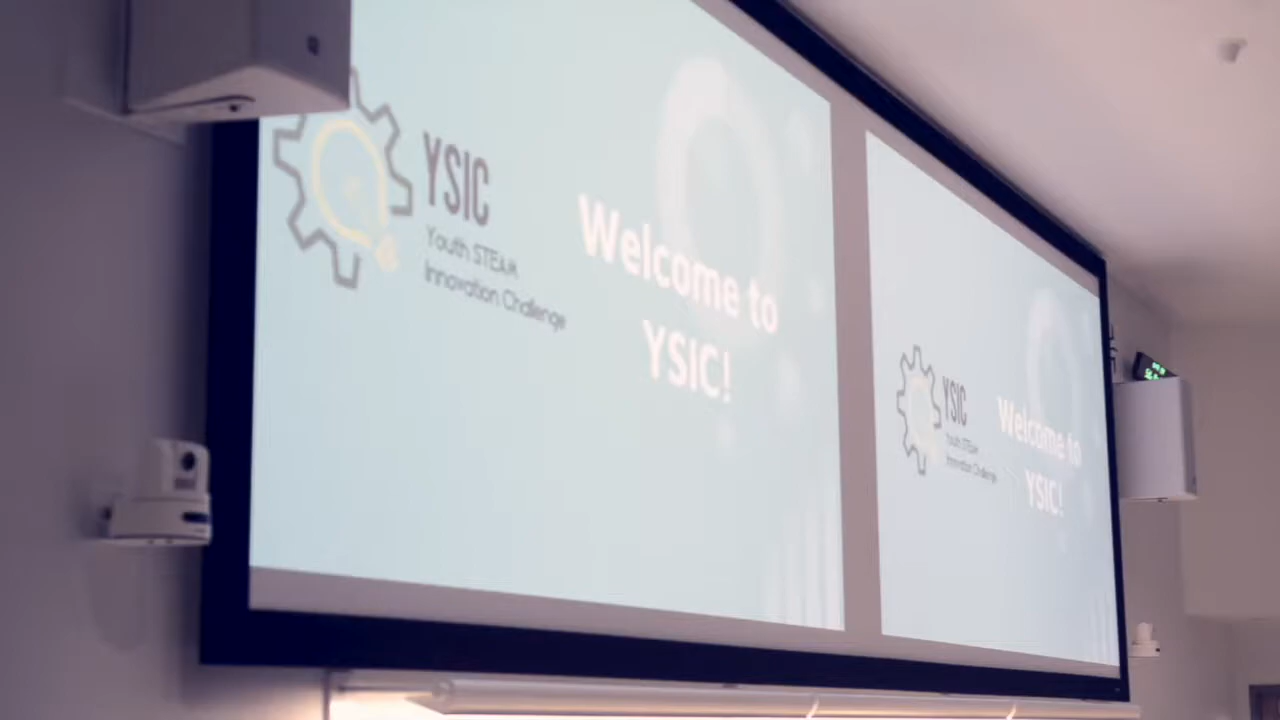 YSIC
Youth STEAM
Innovation Challenge
Welcome to
YSIC!
YSIC
Youth STEAM
Innovation Challenge
Welcome to
YSIC!